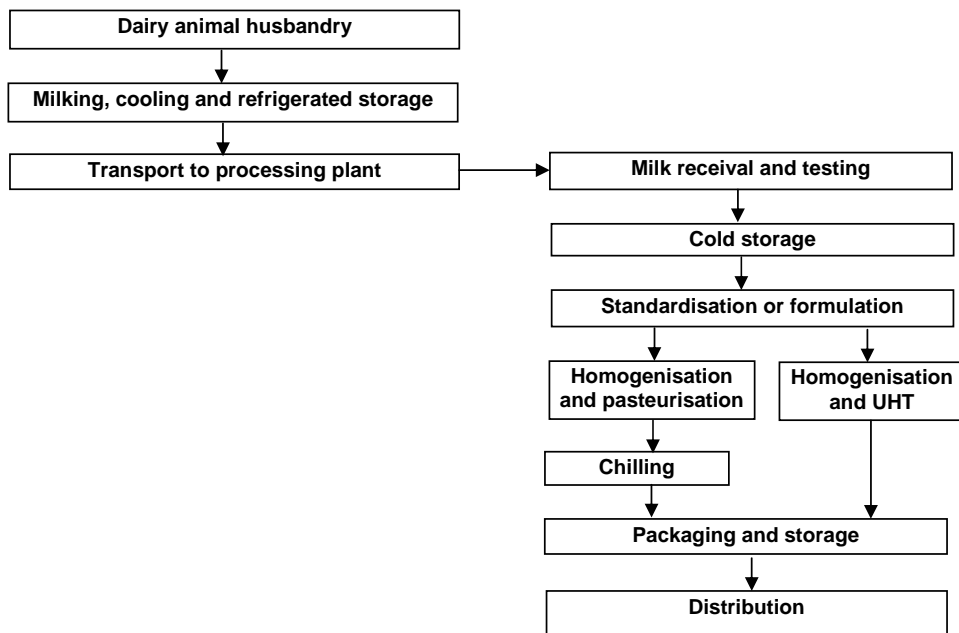 Dairy animal husbandry
Milking, cooling and refrigerated storage
Transport to processing plant
Milk receival and testing
Cold storage
Standardisation or formulation
Homogenisation
and pasteurisation
Homogenisation
and UHT
Chilling
Packaging and storage
Distribution